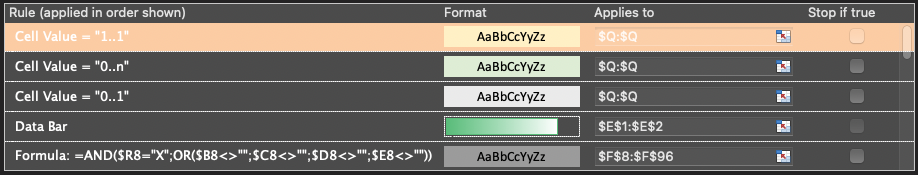 Rule (applied in order shown) Format Applies to Stop if true
Cell Value = "1..1" AaBbCcYyZz $Q:$Q
Cell Value = "0..n" AaBbCcYyZz $Q:$Q
Cell Value = "0..1" AaBbCcYyZz $Q:$Q
Data Bar $E$1:$E$2
Formula: =AND($R8="X";OR($B8<>"";$C8<>"";$D8<>"";$E8<>"")) AaBbCcYyZz $F$8:$F$96